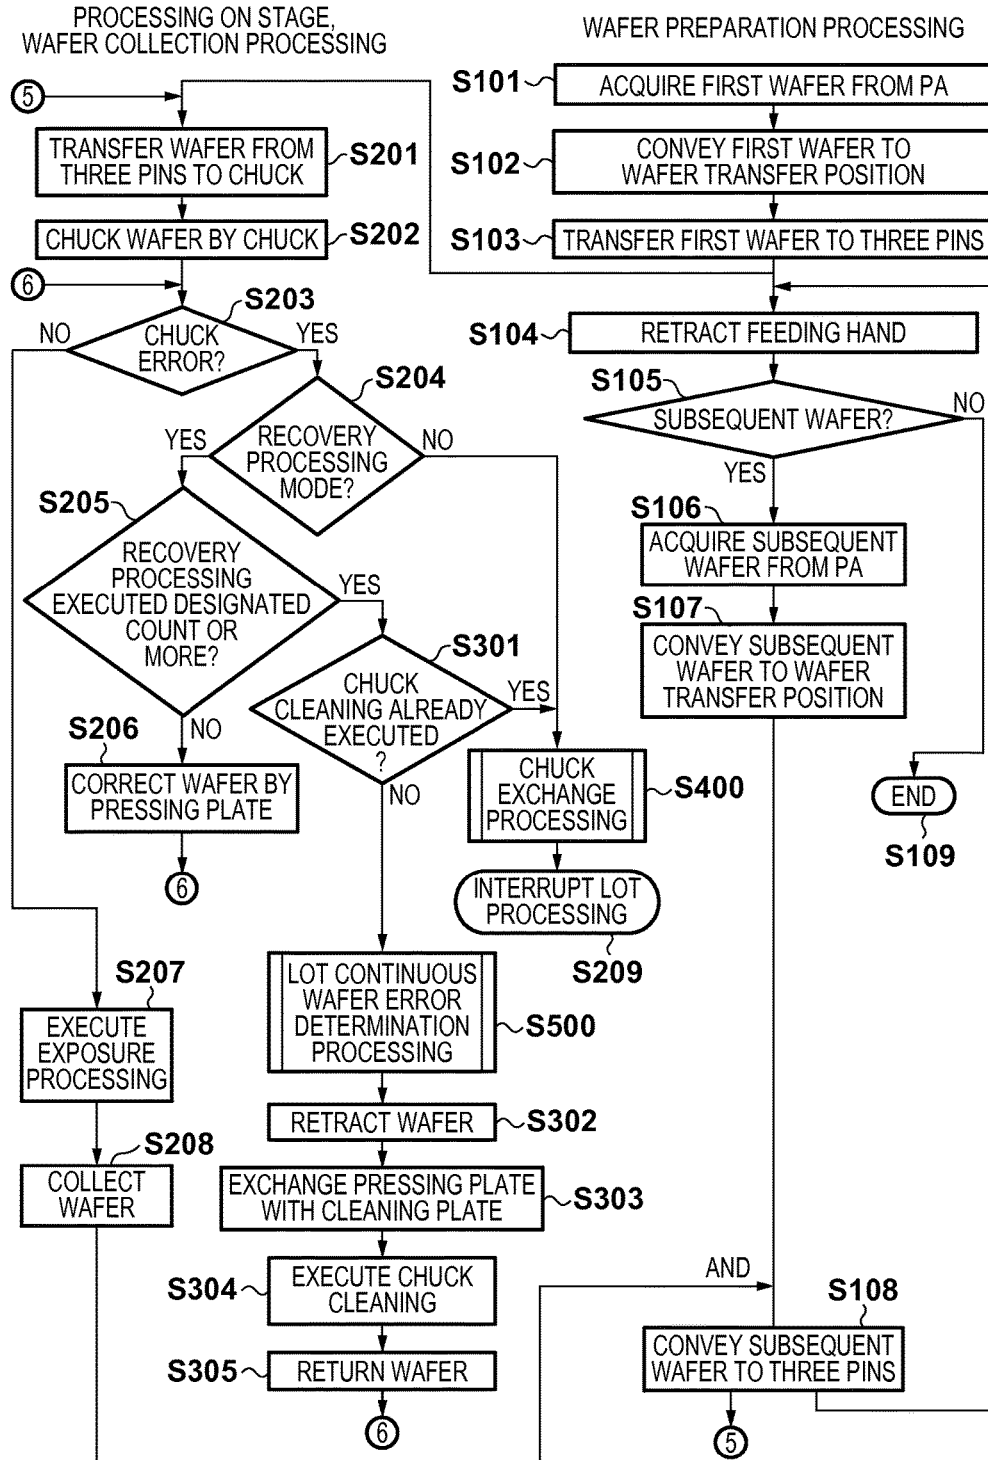 PROCESSING ON STAGE,
WAFER COLLECTION PROCESSING
5
TRANSFER WAFER FROM
THREE PINS TO CHUCK
S201
CHUCK WAFER BY CHUCK
S202
6
S203
NO
CHUCK
ERROR?
YES
S204
YES
RECOVERY
PROCESSING
MODE?
NO
S205
RECOVERY
PROCESSING
EXECUTED DESIGNATED
COUNT OR
MORE?
YES
NO
S301
CHUCK
CLEANING ALREADY
EXECUTED
?
YES
NO
S206
CORRECT WAFER BY
PRESSING PLATE
6
CHUCK
EXCHANGE
PROCESSING
S400
INTERRUPT LOT
PROCESSING
S209
S207
EXECUTE
EXPOSURE
PROCESSING
S208
COLLECT
WAFER
LOT CONTINUOUS
WAFER ERROR
DETERMINATION
PROCESSING
S500
RETRACT WAFER
S302
EXCHANGE PRESSING PLATE
WITH CLEANING PLATE
S303
S304
EXECUTE CHUCK
CLEANING
S305
RETURN WAFER
6
WAFER PREPARATION PROCESSING
S101
ACQUIRE FIRST WAFER FROM PA
S102
CONVEY FIRST WAFER TO
WAFER TRANSFER POSITION
S103
TRANSFER FIRST WAFER TO THREE PINS
S104
RETRACT FEEDING HAND
S105
SUBSEQUENT WAFER?
NO
YES
S106
ACQUIRE SUBSEQUENT
WAFER FROM PA
S107
CONVEY SUBSEQUENT
WAFER TO WAFER
TRANSFER POSITION
END
S109
AND
S108
CONVEY SUBSEQUENT
WAFER TO THREE PINS
5